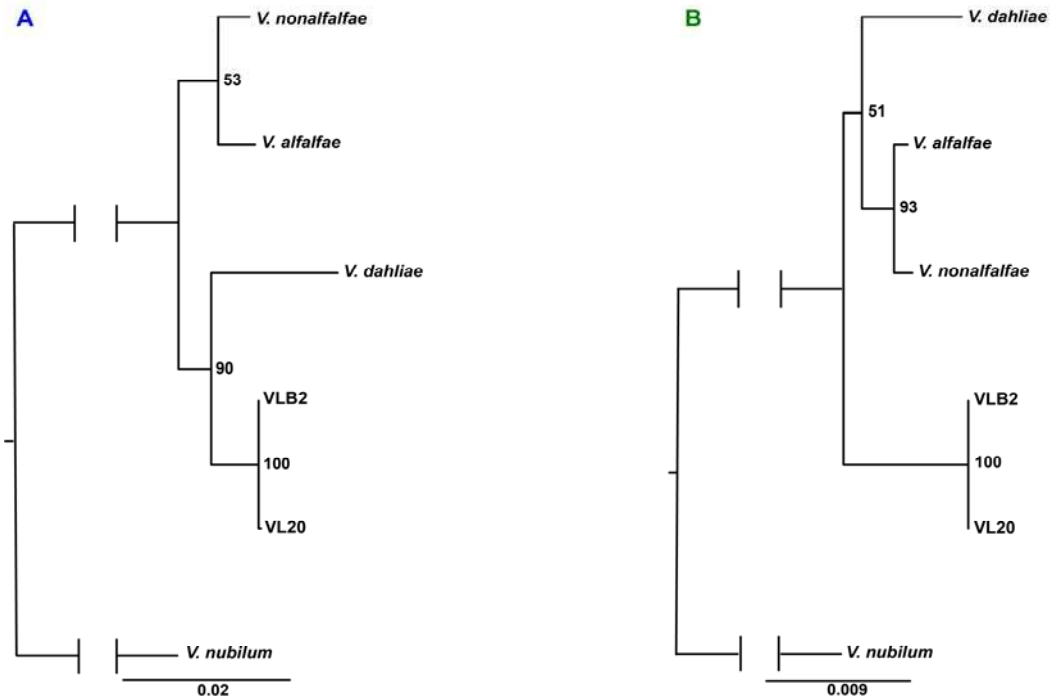 A
V. nonalfalfae
53
V. alfalfae
V. dahliae
90
VLB2
100
VL20
V. nubilum
0.02
B
V. dahliae
51
V. alfalfae
93
V. nonalfalfae
VLB2
100
VL20
V. nubilum
0.009